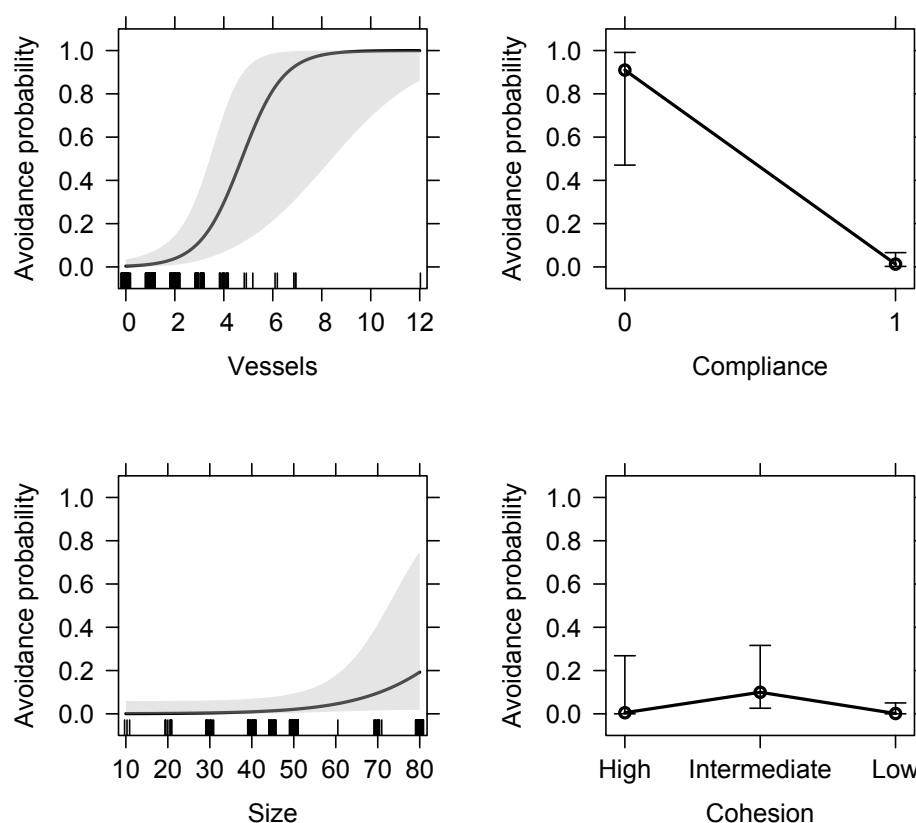 Avoidance probability
1.0
0.8
0.6
0.4
0.2
0.0
0 2 4 6 8 10 12
Vessels
Avoidance probability
1.0
0.8
0.6
0.4
0.2
0.0
0 1
Compliance
Avoidance probability
1.0
0.8
0.6
0.4
0.2
0.0
10 20 30 40 50 60 70 80
Size
Avoidance probability
1.0
0.8
0.6
0.4
0.2
0.0
High Intermediate Low
Cohesion